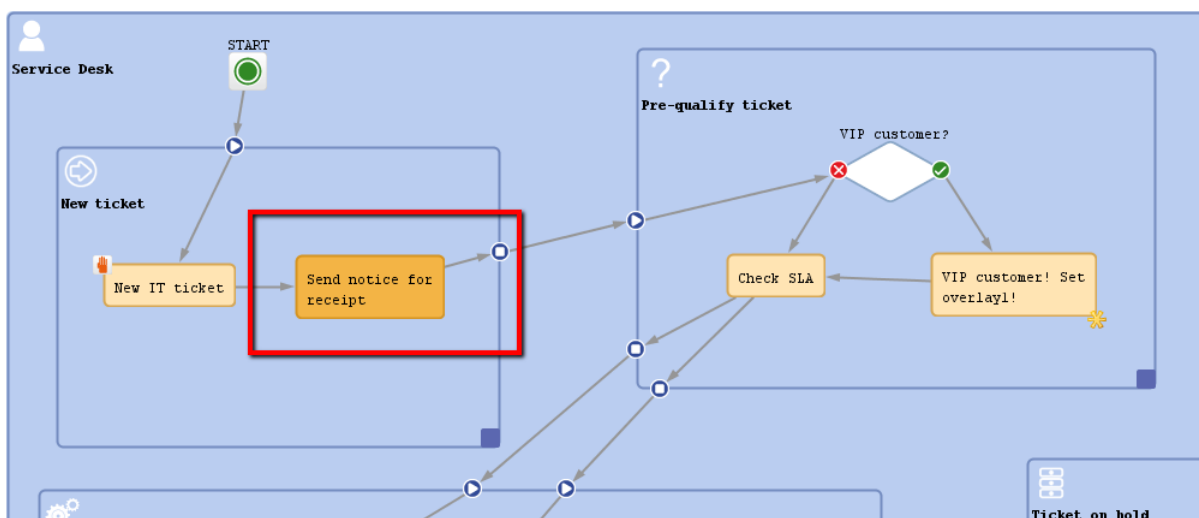 START
Service Desk
Pre-qualify ticket
VIP customer?
New ticket
New IT ticket
Send notice for
receipt
Check SLA
VIP customer! Set
overlay1!
Ticket on hold